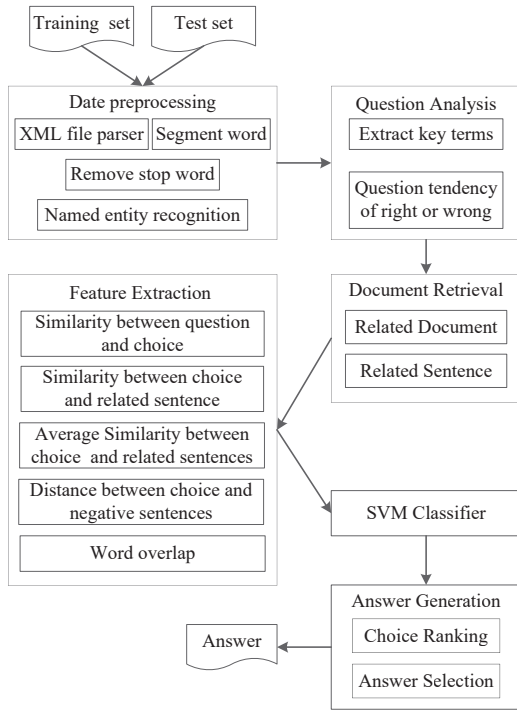 Training set
Test set
Date preprocessing
XML file parser
Segment word
Remove stop word
Named entity recognition
Question Analysis
Extract key terms
Question tendency
of right or wrong
Document Retrieval
Related Document
Related Sentence
Feature Extraction
Similarity between question
and choice
Similarity between choice
and related sentence
Average Similarity between
choice and related sentences
Distance between choice and
negative sentences
Word overlap
SVM Classifier
Answer Generation
Choice Ranking
Answer Selection
Answer